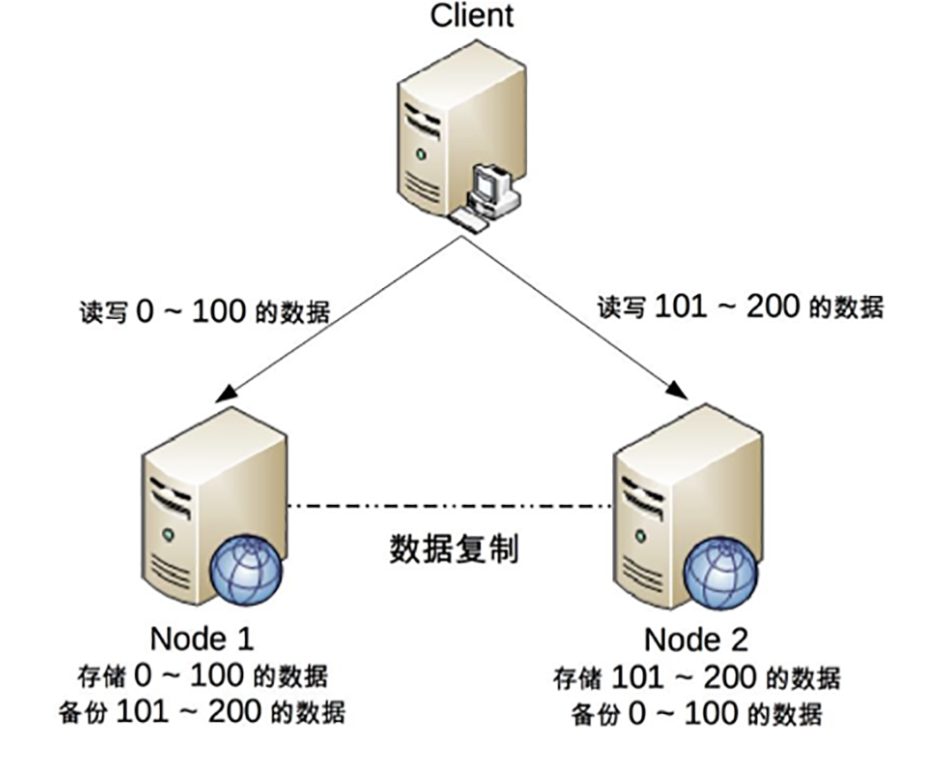 Client
读写 0 ~ 100 的数据
读写 101 ~ 200 的数据
数据复制
Node 1
存储 0 ~ 100 的数据
备份 101 ~ 200 的数据
Node 2
存储 101 ~ 200 的数据
备份 0 ~ 100 的数据